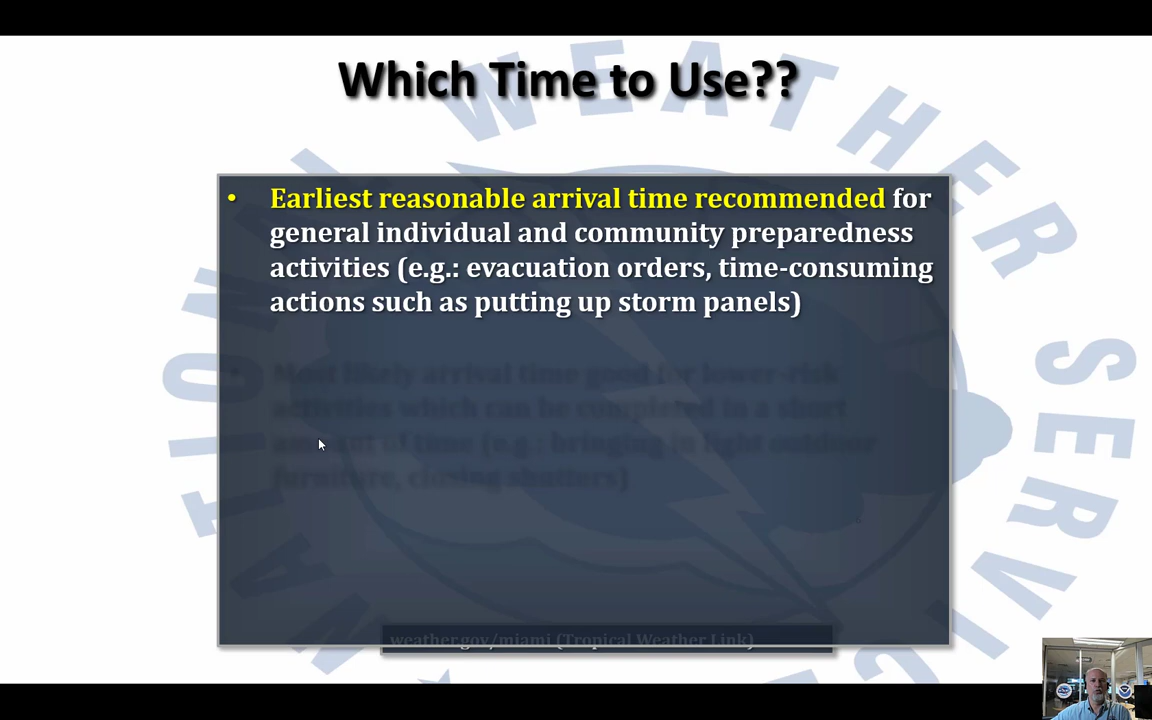 Which Time to Use??
• Earliest reasonable arrival time recommended for
general individual and community preparedness
activities (e.g.: evacuation orders, time-consuming
actions such as putting up storm panels)
Most likely arrival time good for lower-risk
activities which can be completed in a short
amount of time (e.g.: bringing in light outdoor
furniture, closing shutters)
weather.gov/miami (Tropical Weather Link)
NATIONAL WEATHER SERVICE